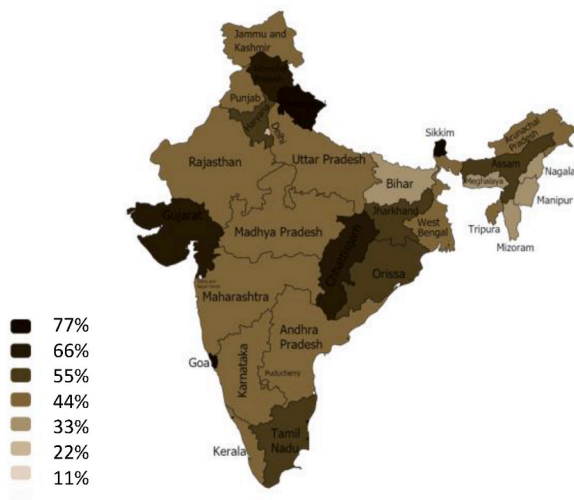 Jammu and
Kashmir
Himachal
Pradesh
Punjab
Haryana
Delhi
Sikkim
Arunachal
Pradesh
Rajasthan
Uttar Pradesh
Assam
Nagala
Bihar
Meghalaya
Manipur
Gujarat
Jharkhand
West
Bengal
Tripura
Mizoram
Madhya Pradesh
Chhattisgarh
Orissa
Maharashtra
77%
66%
55%
44%
33%
22%
11%
Andhra
Pradesh
Goa
Karnataka
Puducherry
Tamil
Nadu
Kerala